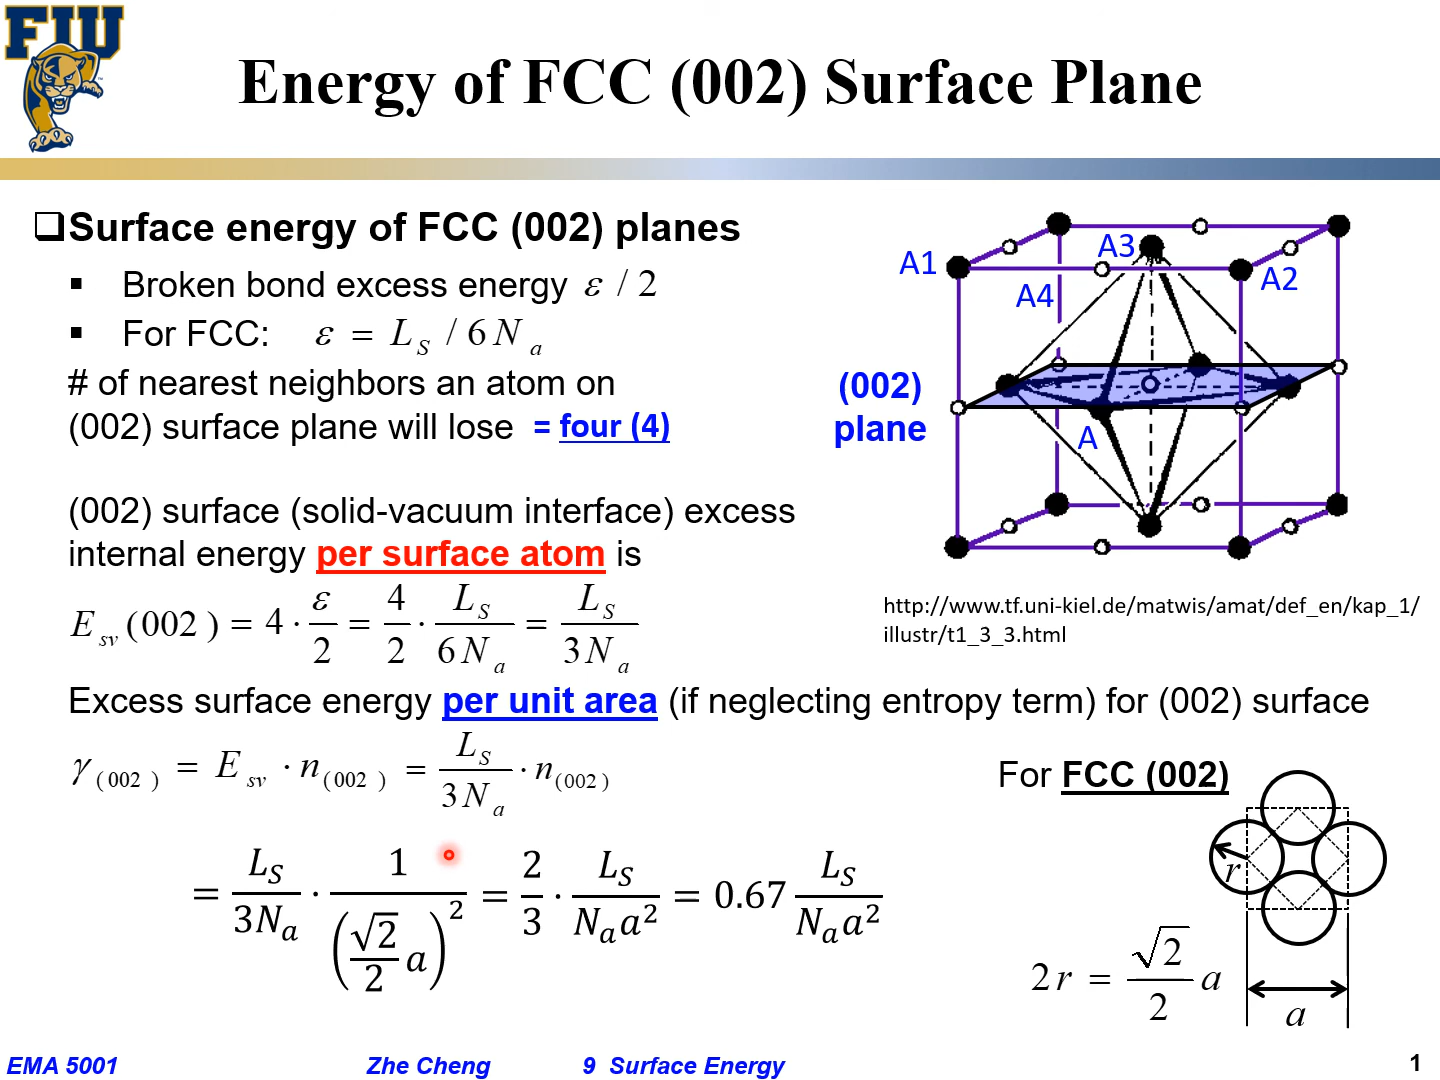 FIU
Energy of FCC (002) Surface Plane
❑Surface energy of FCC (002) planes
▪ Broken bond excess energy ε / 2
▪ For FCC: ε = L_S / 6 N_a
# of nearest neighbors an atom on
(002) surface plane will lose = four (4)
(002) surface (solid-vacuum interface) excess
internal energy per surface atom is
E_sv (002) = 4 · ε/2 = 4/2 · L_S/6N_a = L_S/3N_a
A1
A3
A2
A4
(002)
plane
A
http://www.tf.uni-kiel.de/matwis/amat/def_en/kap_1/
illustr/t1_3_3.html
Excess surface energy per unit area (if neglecting entropy term) for (002) surface
γ_(002) = E_sv · n_(002) = L_S/3N_a · n_(002)
= L_S/3N_a · 1/(√2/2 a)² = 2/3 · L_S/N_a a² = 0.67 L_S/N_a a²
For FCC (002)
r
2r = √2/2 a
a
EMA 5001 Zhe Cheng 9 Surface Energy 1